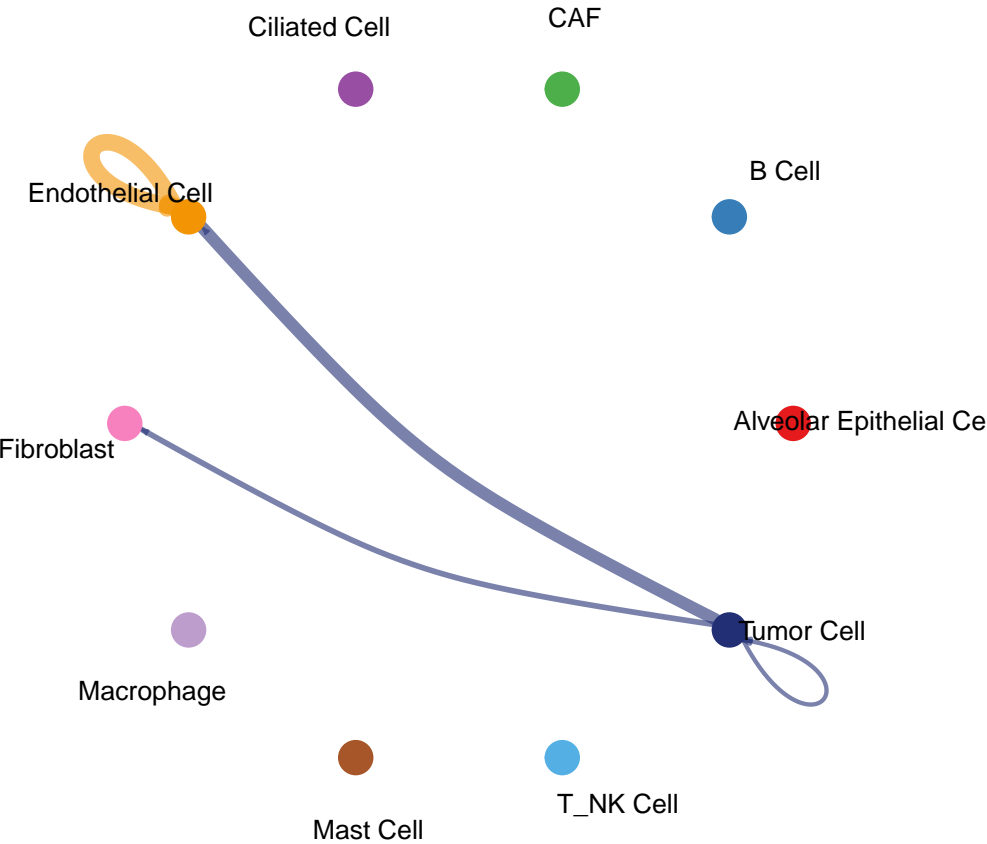 CAF
Ciliated Cell
B Cell
Endothelial Cell
Alveolar Epithelial Ce
Fibroblast
Tumor Cell
Macrophage
T_NK Cell
Mast Cell